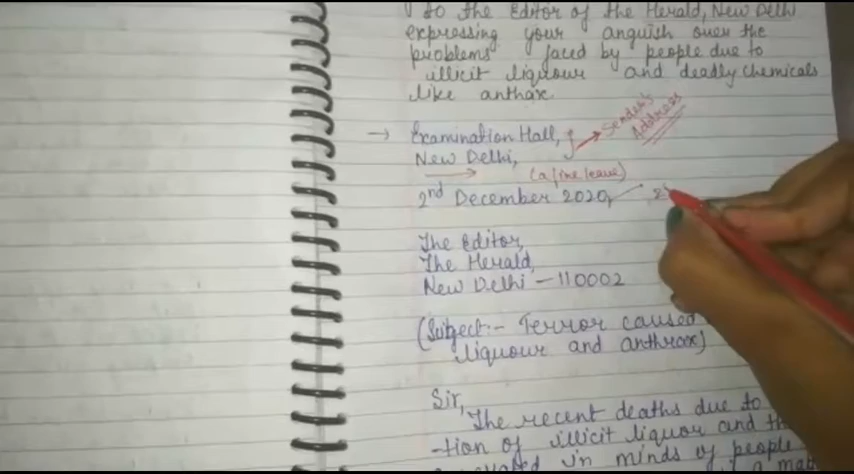 to the Editor of the Herald, New Delhi
expressing your anguish over the
problems faced by people due to
illicit liquour and deadly chemicals
like anthax.
→ Examination Hall, } → Sender's Address
New Delhi,
(a line leave)
2nd December 2020,
The Editor,
The Herald,
New Delhi - 110002
(Subject:- Terror caused
liquour and anthrax)
Sir,
The recent deaths due to
-tion of illicit liquor and
in minds of people